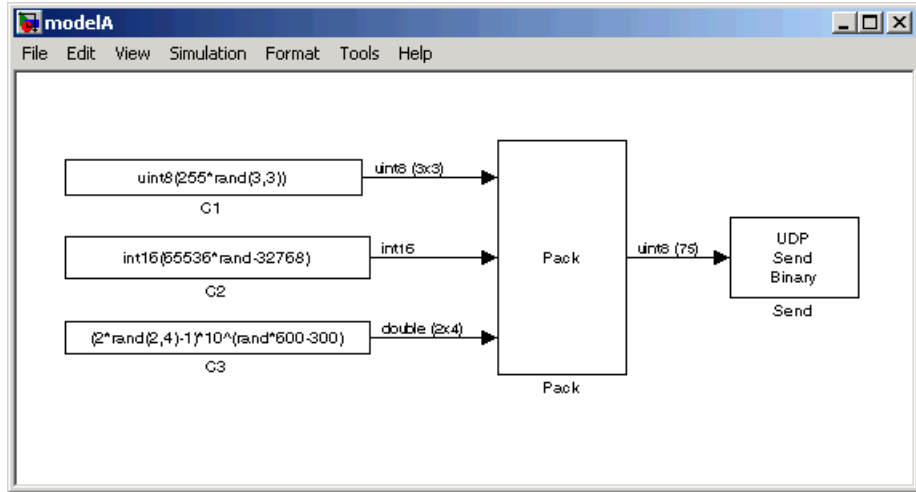 modelA
File Edit View Simulation Format Tools Help
uint8(255*rand(3,3))
C1
uint8 (3x3)
int16(65536*rand-32768)
C2
int16
(2*rand(2,4)-1)*10^(rand*600-300)
C3
double (2x4)
Pack
Pack
uint8 (75)
UDP
Send
Binary
Send